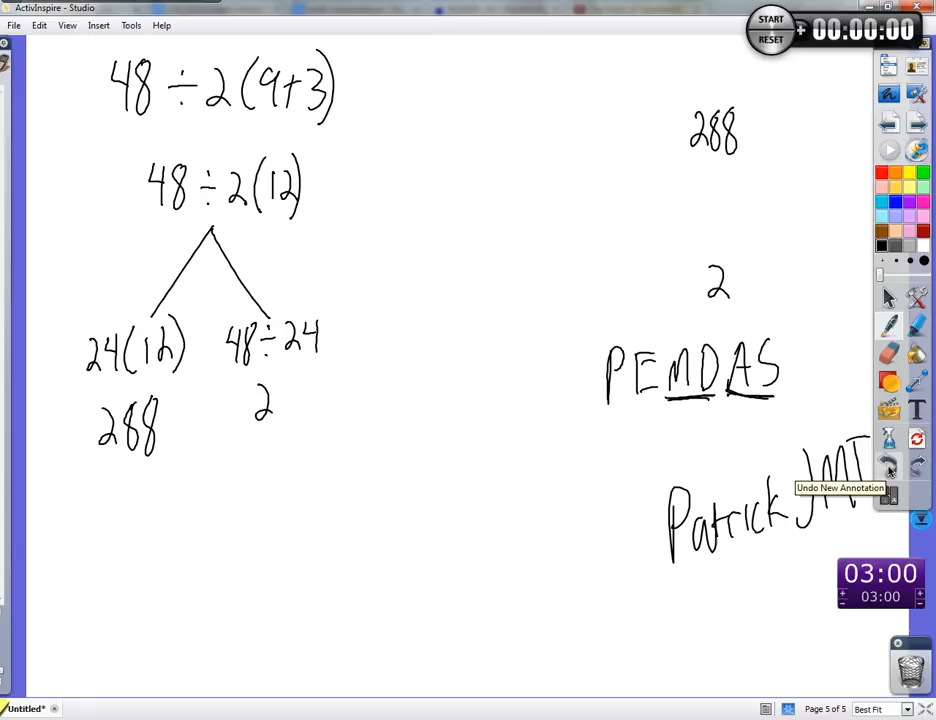 ActivInspire - Studio
File Edit View Insert Tools Help
START
RESET
00:00:00
48 ÷ 2(9+3)
288
48 ÷ 2(12)
2
24(12) 48÷24
288 2
PEMDAS
Patrick JMT
Undo New Annotation
03:00
03:00
Untitled*
Page 5 of 5 Best Fit